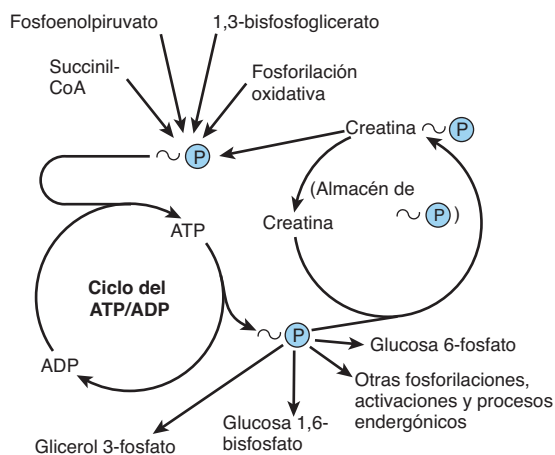 Fosfoenolpiruvato
1,3-bisfosfoglicerato
Succinil-
CoA
Fosforilación
oxidativa
~ P
Creatina ~ P
(Almacén de
~ P )
Creatina
ATP
Ciclo del
ATP/ADP
ADP
~ P
Glucosa 6-fosfato
Otras fosforilaciones,
activaciones y procesos
endergónicos
Glucosa 1,6-
bisfosfato
Glicerol 3-fosfato